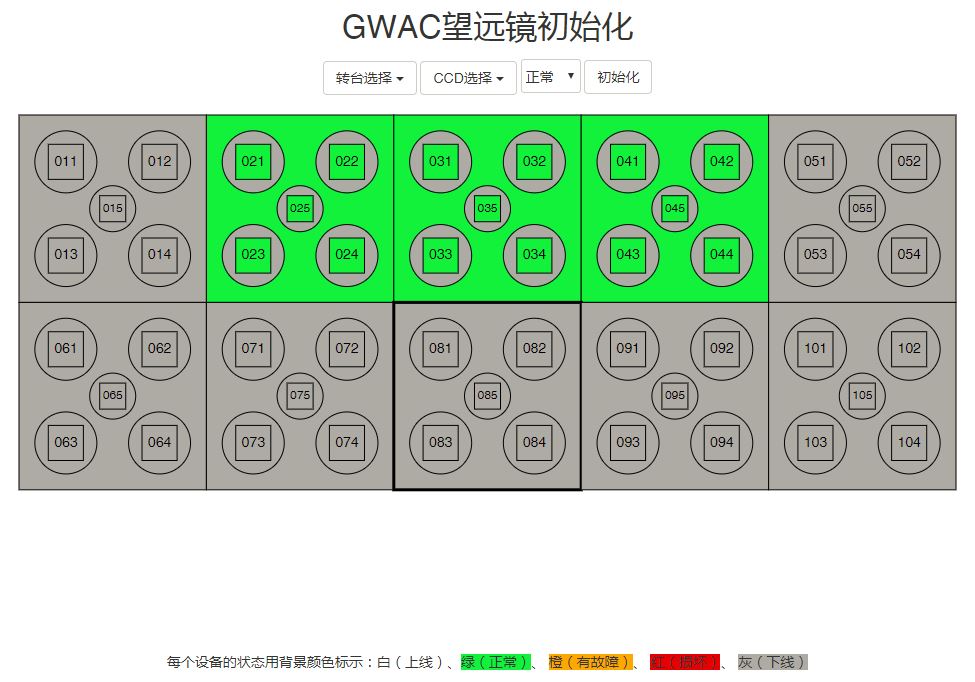 GWAC望远镜初始化
转台选择 CCD选择 正常 初始化
011 012 021 022 031 032 041 042 051 052
015 025 035 045 055
013 014 023 024 033 034 043 044 053 054
061 062 071 072 081 082 091 092 101 102
065 075 085 095 105
063 064 073 074 083 084 093 094 103 104
每个设备的状态用背景颜色标示：白（上线）、绿（正常）、橙（有故障）、红（损坏）、灰（下线）